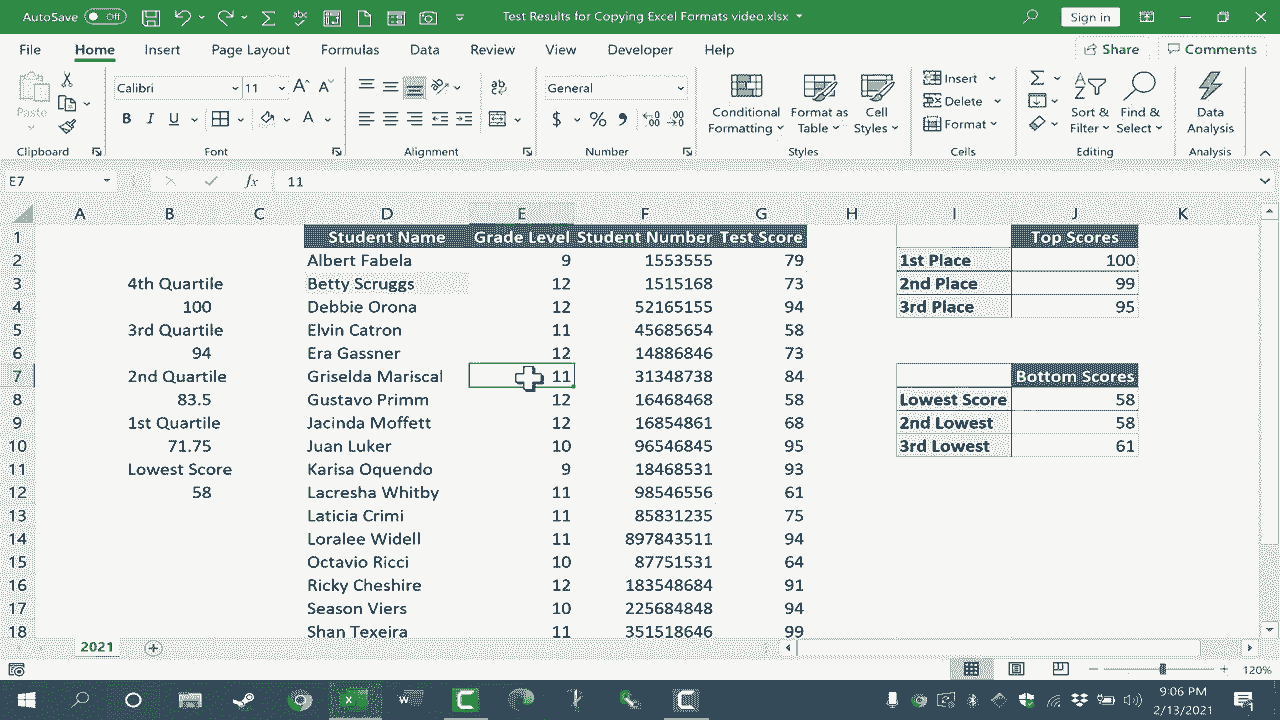 AutoSave Off Test Results for Copying Excel Formats video.xlsx Sign in
File Home Insert Page Layout Formulas Data Review View Developer Help Share Comments
Paste
Calibri 11
General
B I U
$ % 9
Conditional Formatting
Format as Table
Cell Styles
Insert
Delete
Format
Sort & Filter
Find & Select
Data Analysis
Clipboard Font Alignment Number Styles Cells Editing Analysis
E7 fx 11
A B C D E F G H I J K
1 Student Name Grade Level Student Number Test Score Top Scores
2 Albert Fabela 9 1553555 79 1st Place 100
3 4th Quartile Betty Scruggs 12 1515168 73 2nd Place 99
4 100 Debbie Orona 12 52165155 94 3rd Place 95
5 3rd Quartile Elvin Catron 11 45685654 58
6 94 Era Gassner 12 14886846 73
7 2nd Quartile Griselda Mariscal 11 31348738 84 Bottom Scores
8 83.5 Gustavo Primm 12 16468468 58 Lowest Score 58
9 1st Quartile Jacinda Moffett 12 16854861 68 2nd Lowest 58
10 71.75 Juan Luker 10 96546845 95 3rd Lowest 61
11 Lowest Score Karisa Oquendo 9 18468531 93
12 58 Lacresha Whitby 11 98546556 61
13 Laticia Crimi 11 85831235 75
14 Loralee Widell 11 897843511 94
15 Octavio Ricci 10 87751531 64
16 Ricky Cheshire 12 183548684 91
17 Season Viers 10 225684848 94
18 Shan Texeira 11 351518646 99
2021
120%
9:06 PM
2/13/2021